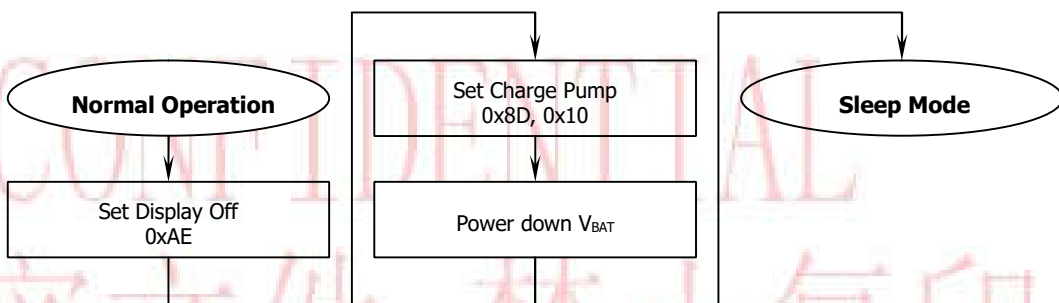 Normal Operation
Set Display Off
0xAE
Set Charge Pump
0x8D, 0x10
Power down VBAT
Sleep Mode
CONFIDENTIAL